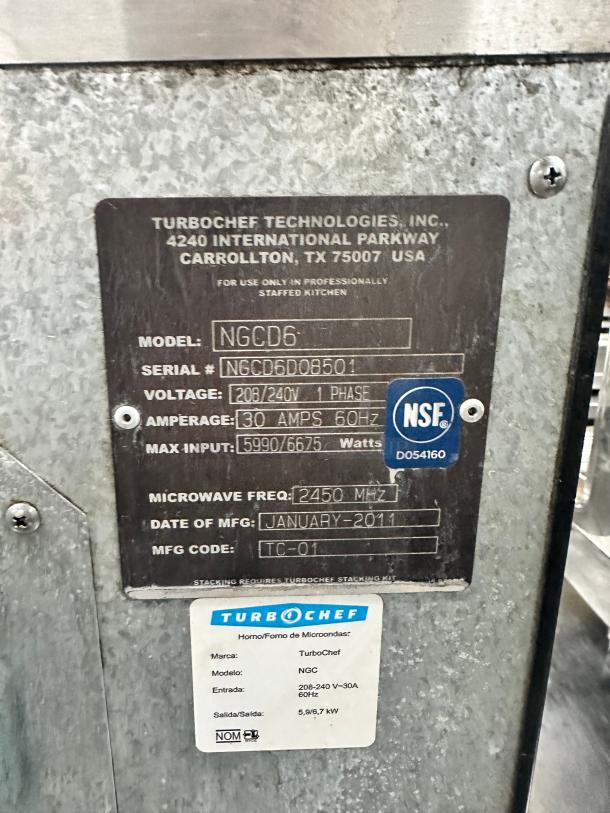 TURBOCHEF TECHNOLOGIES, INC.,
4240 INTERNATIONAL PARKWAY
CARROLLTON, TX 75007 USA
FOR USE ONLY IN PROFESSIONALLY
STAFFED KITCHEN
MODEL: NGCD6
SERIAL # NGCD6D08501
VOLTAGE: 208/240V 1 PHASE
AMPERAGE: 30 AMPS 60Hz
MAX INPUT: 5990/6675 Watts
NSF®
D054160
MICROWAVE FREQ: 2450 MHz
DATE OF MFG: JANUARY-2011
MFG CODE: TC-01
STACKING REQUIRES TURBOCHEF STACKING KIT
TURBOCHEF
Horno/Forno de Microondas:
Marca: TurboChef
Modelo: NGC
Entrada: 208-240 V~30A
60Hz
Salida/Saída: 5,9/6,7 kW
NOM